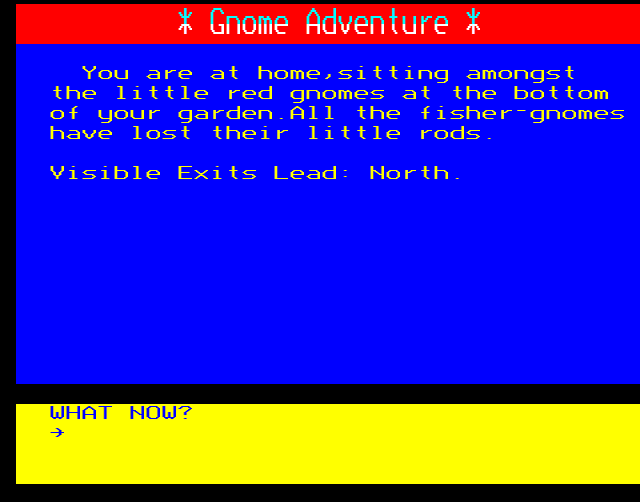 * Gnome Adventure *
You are at home,sitting amongst
the little red gnomes at the bottom
of your garden.All the fisher-gnomes
have lost their little rods.
Visible Exits Lead: North.
WHAT NOW?
→